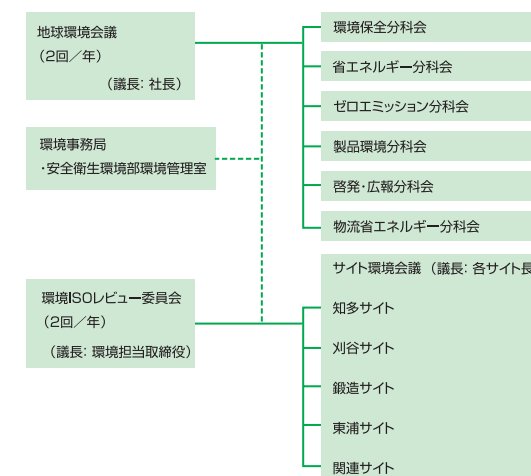 地球環境会議
（2回／年）
（議長：社長）
環境事務局
・安全衛生環境部環境管理室
環境ISOレビュー委員会
（2回／年）
（議長：環境担当取締役）
環境保全分科会
省エネルギー分科会
ゼロエミッション分科会
製品環境分科会
啓発・広報分科会
物流省エネルギー分科会
サイト環境会議（議長：各サイト長
知多サイト
刈谷サイト
鍛造サイト
東浦サイト
関連サイト